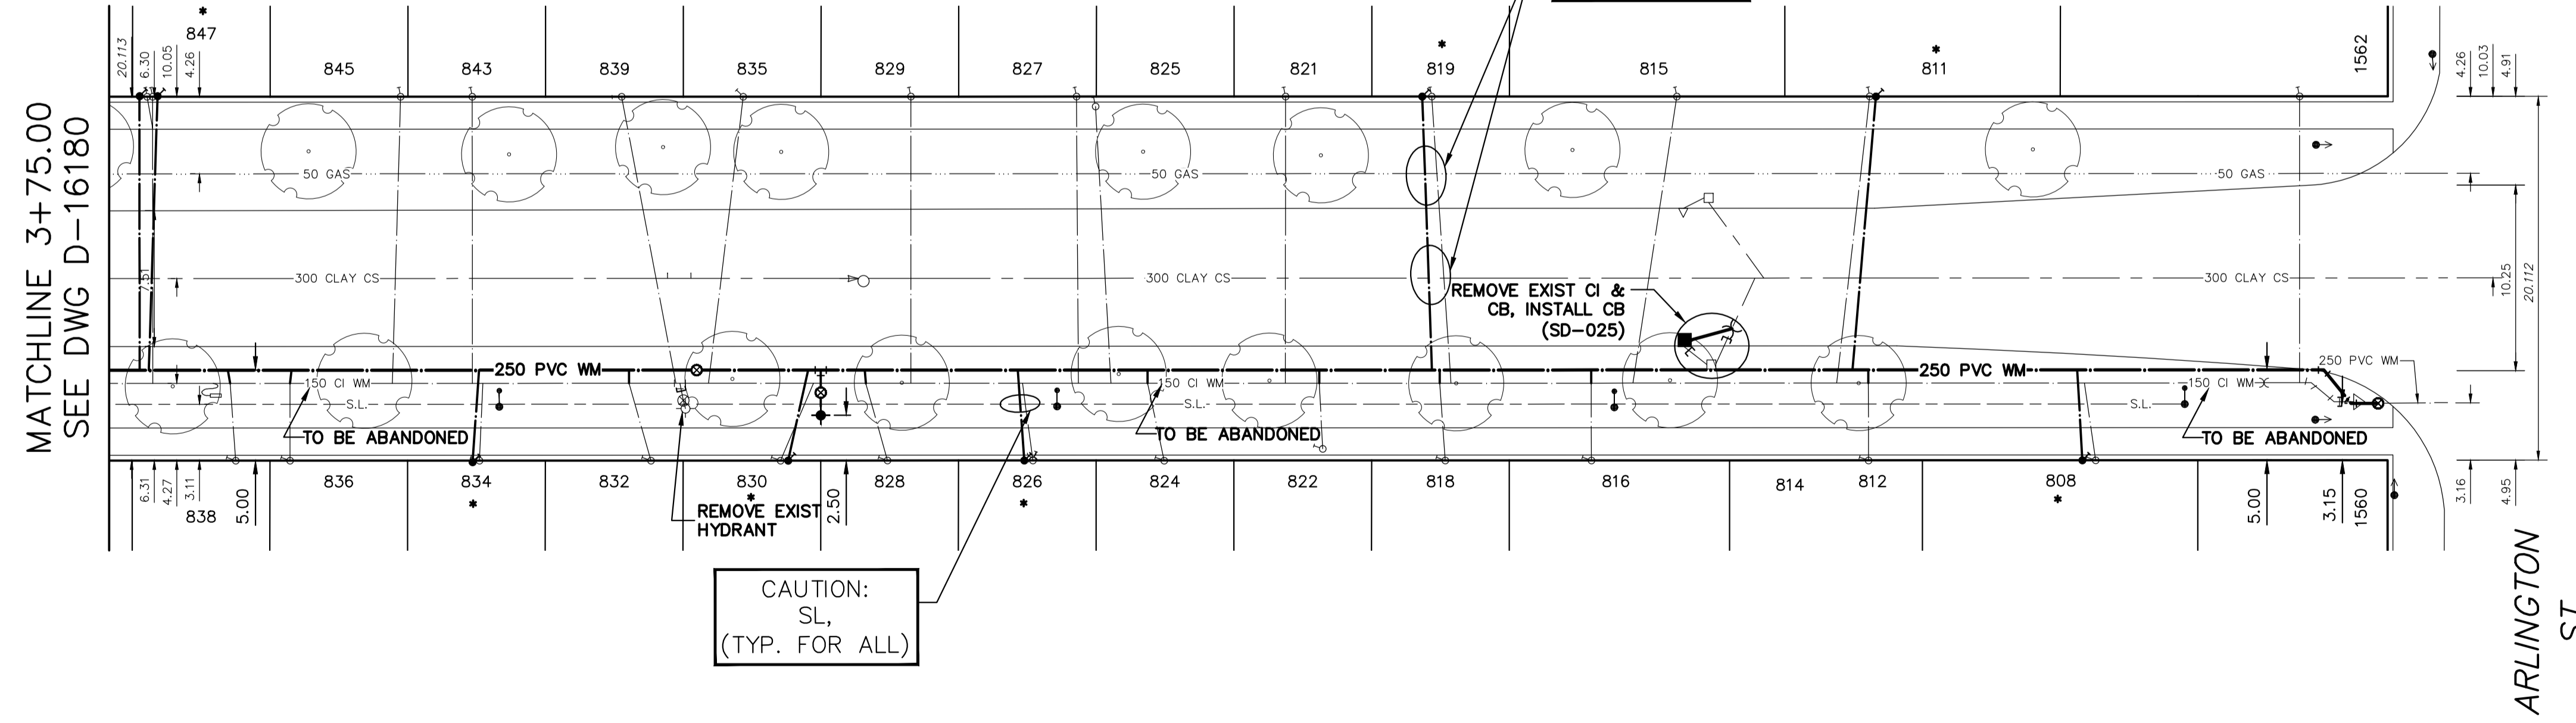 MATCHLINE 3+75.00
SEE DWG D-16180
*
847
20.113
6.30
10.05
4.26
845
843
839
835
829
827
825
821
*
819
815
*
811
1562
4.26
10.03
4.91
50 GAS
50 GAS
50 GAS
7.51
300 CLAY CS
300 CLAY CS
300 CLAY CS
REMOVE EXIST CI &
CB, INSTALL CB
(SD-025)
10.25
20.112
250 PVC WM
250 PVC WM
250 PVC WM
150 CI WM
150 CI WM
150 CI WM
S.L.
S.L.
S.L.
TO BE ABANDONED
TO BE ABANDONED
TO BE ABANDONED
6.31
4.27
3.11
838
5.00
836
834
*
832
830
*
REMOVE EXIST
HYDRANT
2.50
828
826
*
824
822
818
816
814
812
808
*
5.00
3.15
1560
3.16
4.95
CAUTION:
SL,
(TYP. FOR ALL)
ARLINGTON
ST